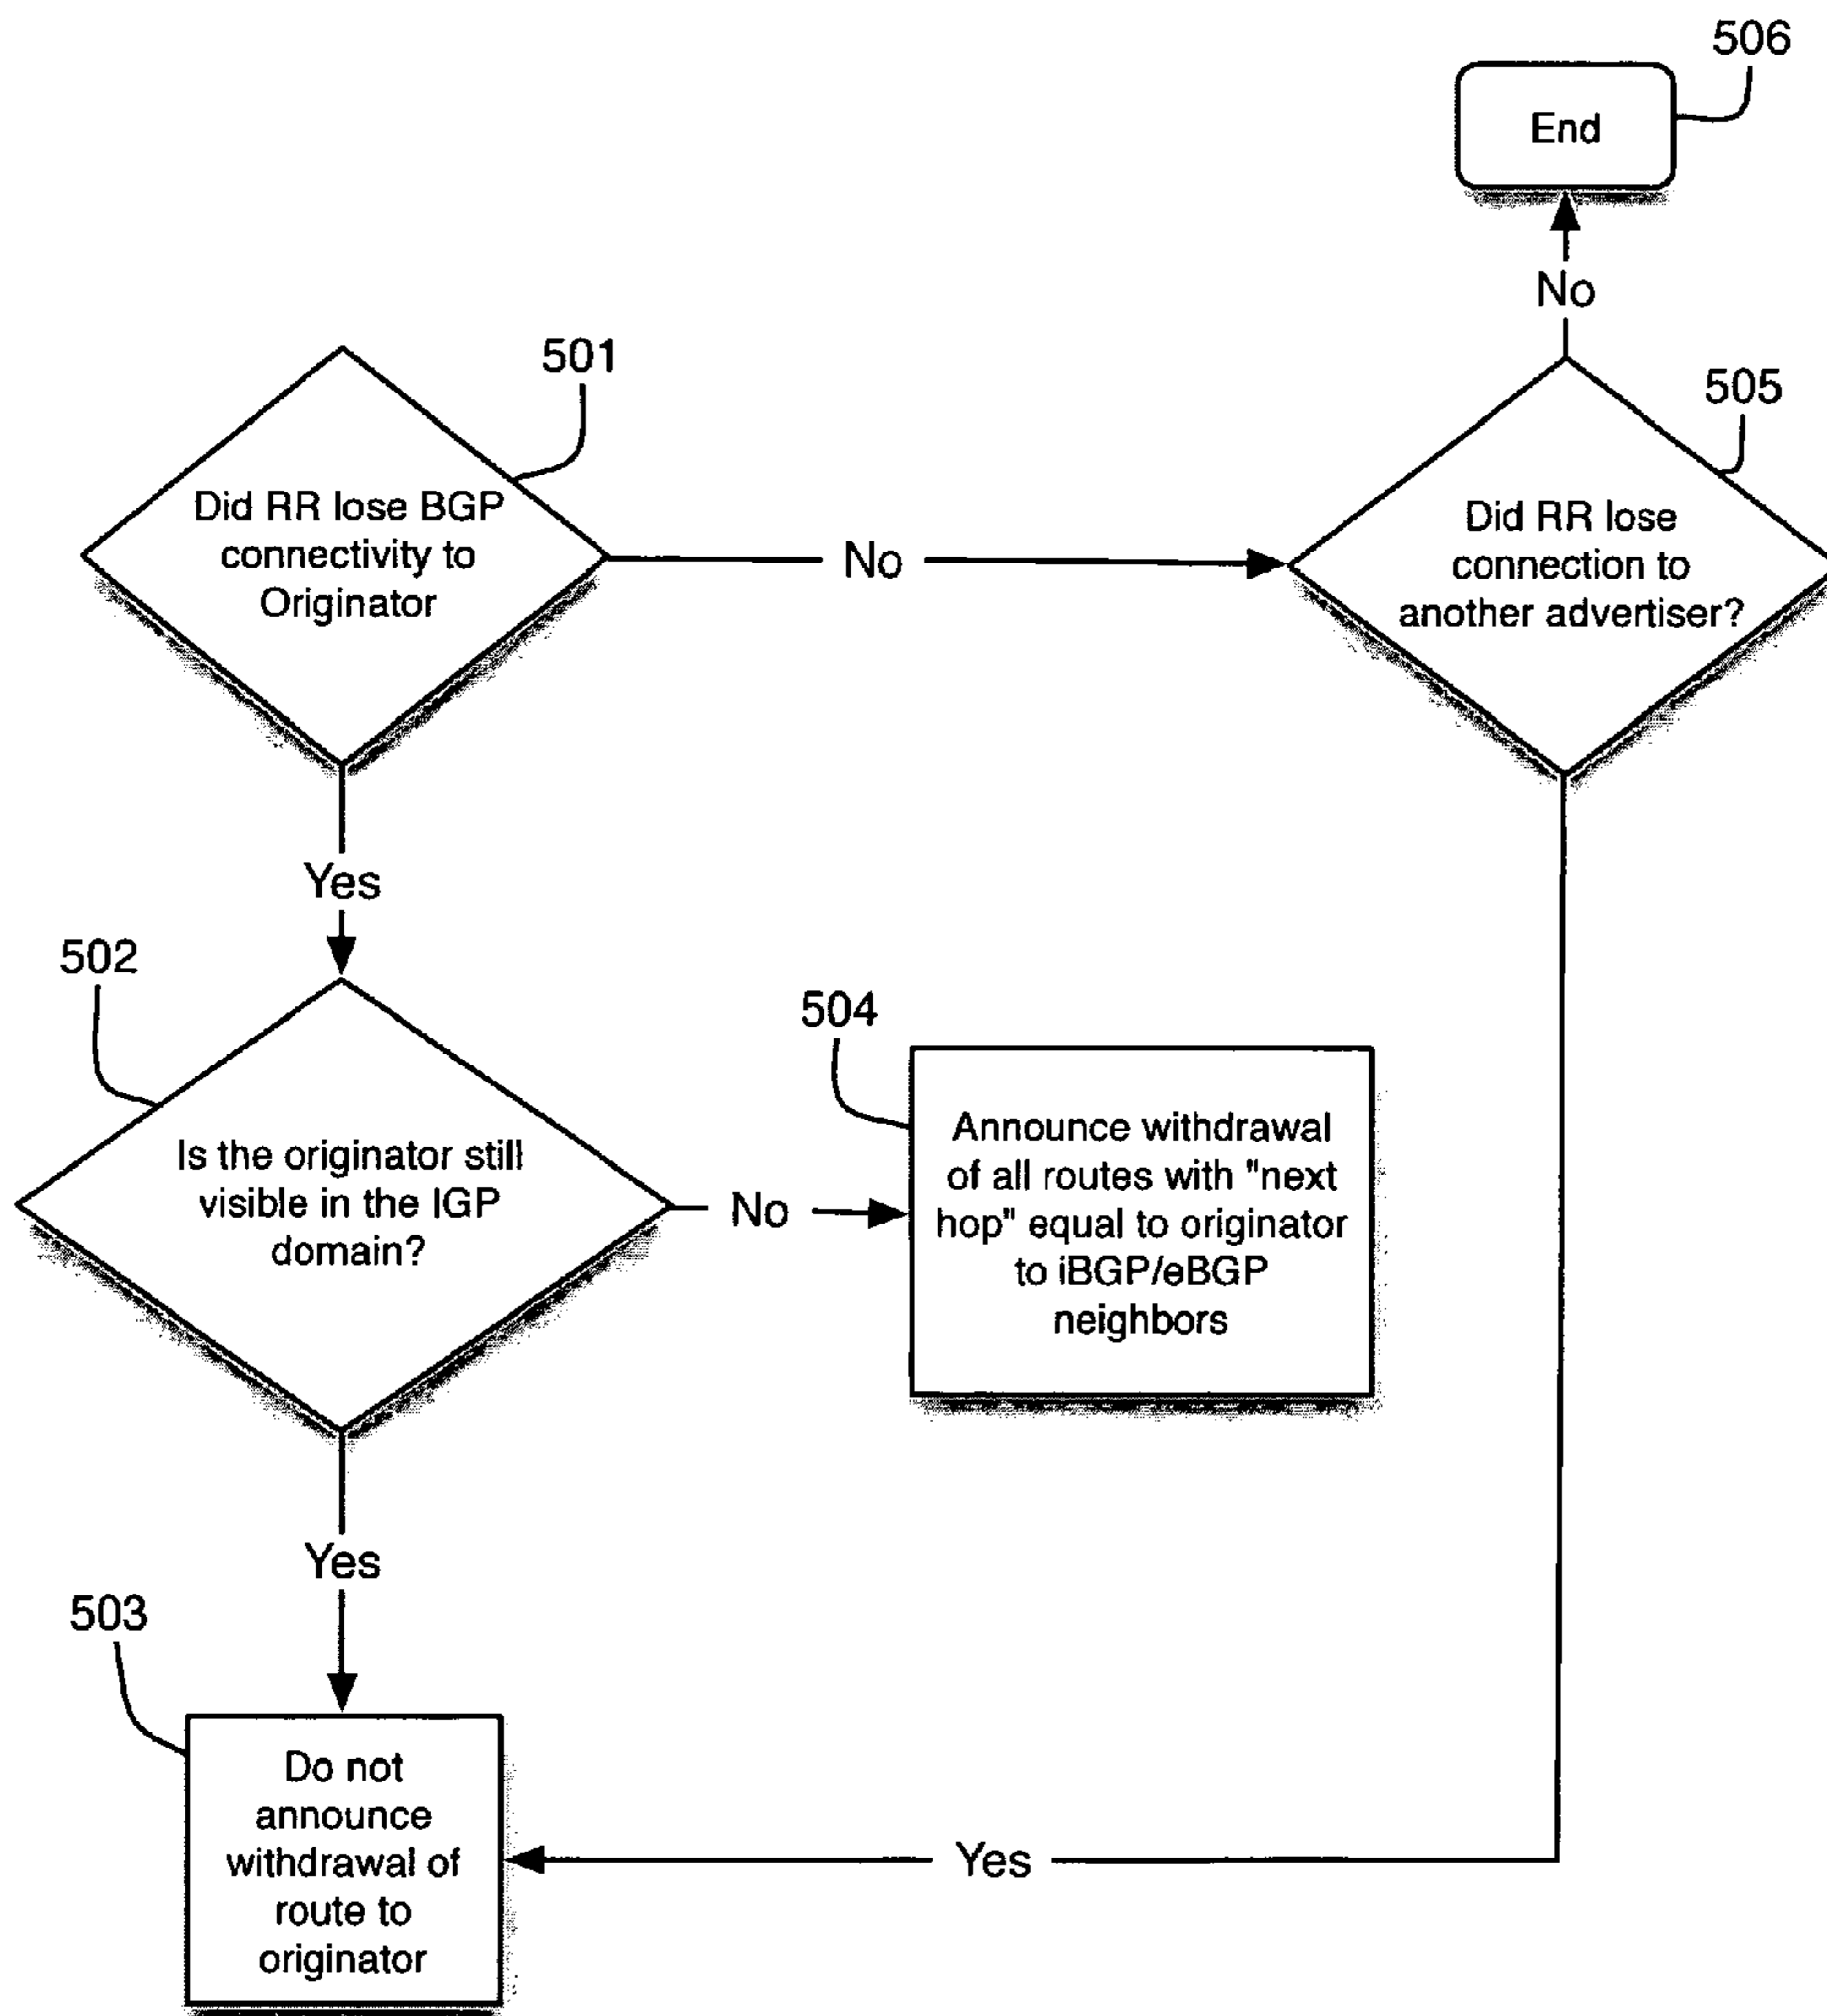 506
End
No
501
505
Did RR lose BGP
connectivity to
Originator
No
Did RR lose
connection to
another advertiser?
Yes
502
504
Is the originator still
visible in the IGP
domain?
No
Announce withdrawal
of all routes with "next
hop" equal to originator
to iBGP/eBGP
neighbors
Yes
503
Do not
announce
withdrawal of
route to
originator
Yes